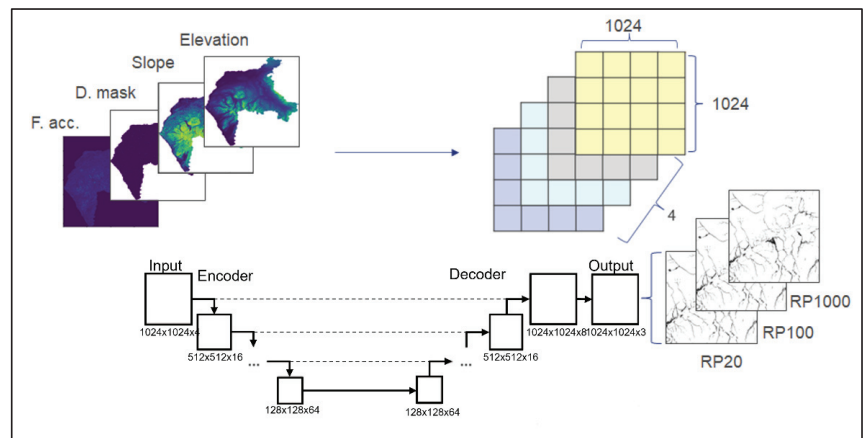 Elevation
Slope
D. mask
F. acc.
1024
1024
4
Input
Encoder
Decoder
Output
1024x1024x4
512x512x16
...
128x128x64
128x128x64
...
512x512x16
1024x1024x8
1024x1024x3
RP1000
RP100
RP20